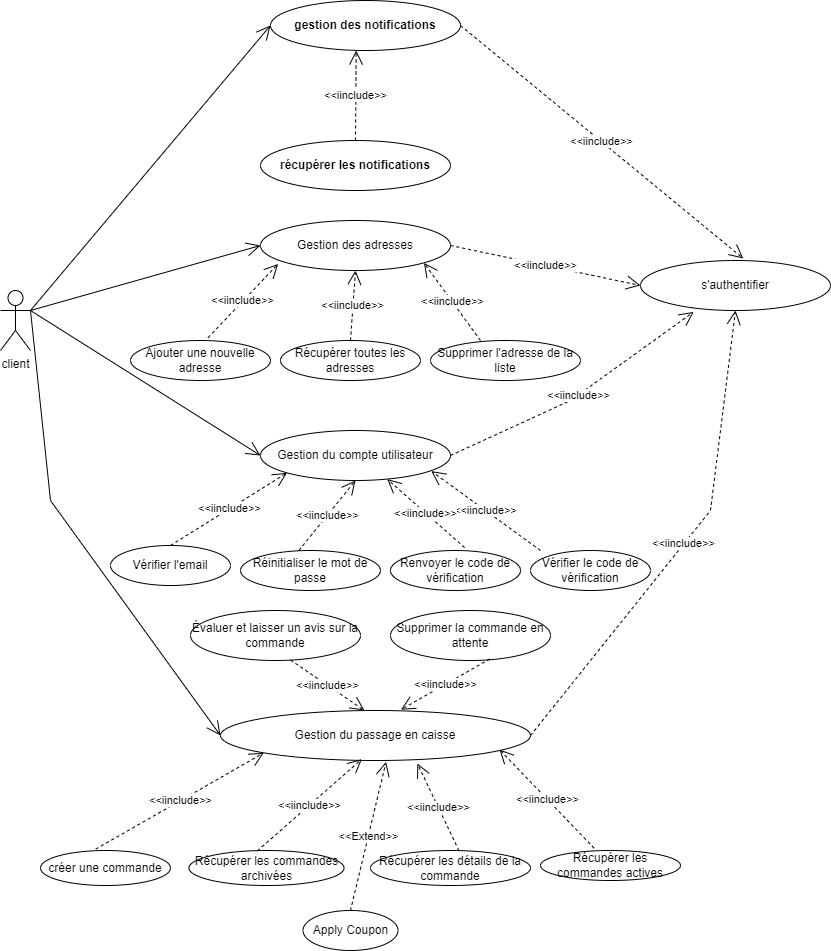 gestion des notifications
<<iinclude>>
<<iinclude>>
récupérer les notifications
Gestion des adresses
<<iinclude>>
s'authentifier
<<iinclude>>
<<iinclude>>
<<iinclude>>
client
Ajouter une nouvelle
adresse
Récupérer toutes les
adresses
Supprimer l'adresse de la
liste
<<iinclude>>
Gestion du compte utilisateur
<<iinclude>>
<<iinclude>>
<<iinclude>>
<<iinclude>>
<<iinclude>>
Vérifier l'email
Réinitialiser le mot de
passe
Renvoyer le code de
vérification
Vérifier le code de
vérification
Évaluer et laisser un avis sur la
commande
Supprimer la commande en
attente
<<iinclude>>
<<iinclude>>
Gestion du passage en caisse
<<iinclude>>
<<iinclude>>
<<Extend>>
<<iinclude>>
<<iinclude>>
créer une commande
Récupérer les commandes
archivées
Récupérer les détails de la
commande
Récupérer les
commandes actives
Apply Coupon